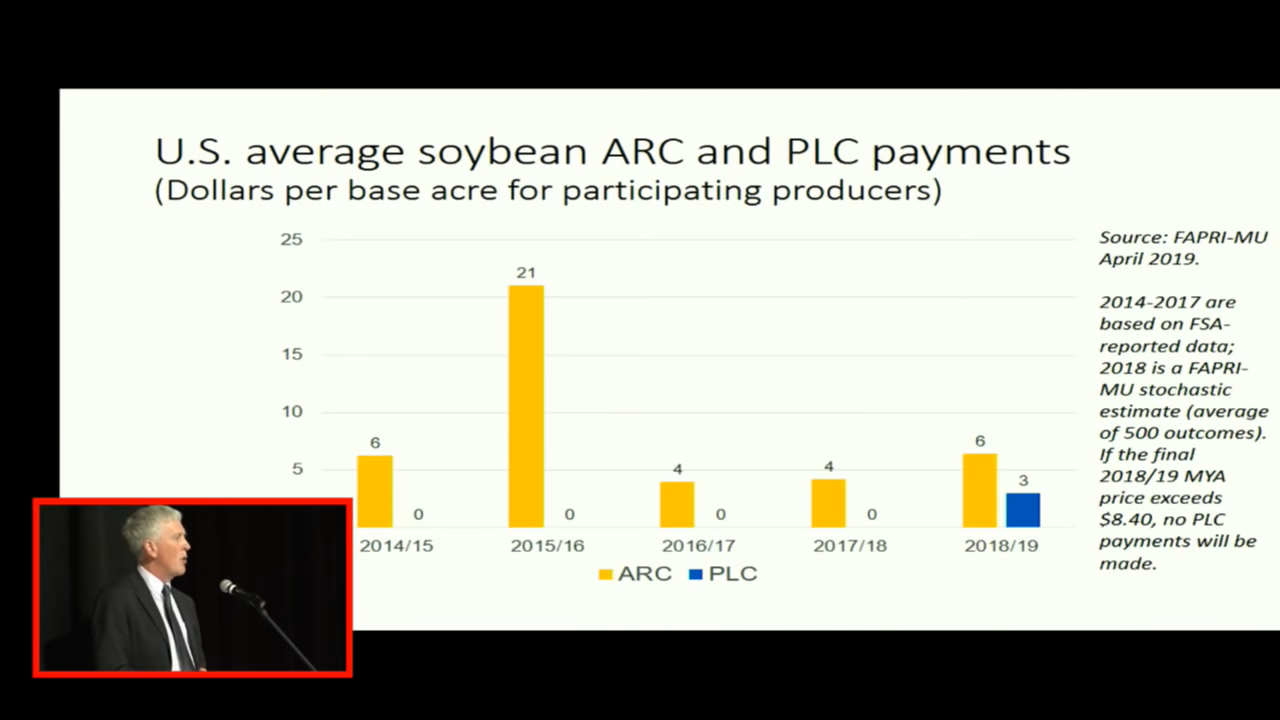 U.S. average soybean ARC and PLC payments
(Dollars per base acre for participating producers)
25
20
15
10
5
6
0
21
0
4
0
4
0
6
3
2014/15
2015/16
2016/17
2017/18
2018/19
ARC
PLC
Source: FAPRI-MU
April 2019.
2014-2017 are
based on FSA-
reported data;
2018 is a FAPRI-
MU stochastic
estimate (average
of 500 outcomes).
If the final
2018/19 MYA
price exceeds
$8.40, no PLC
payments will be
made.